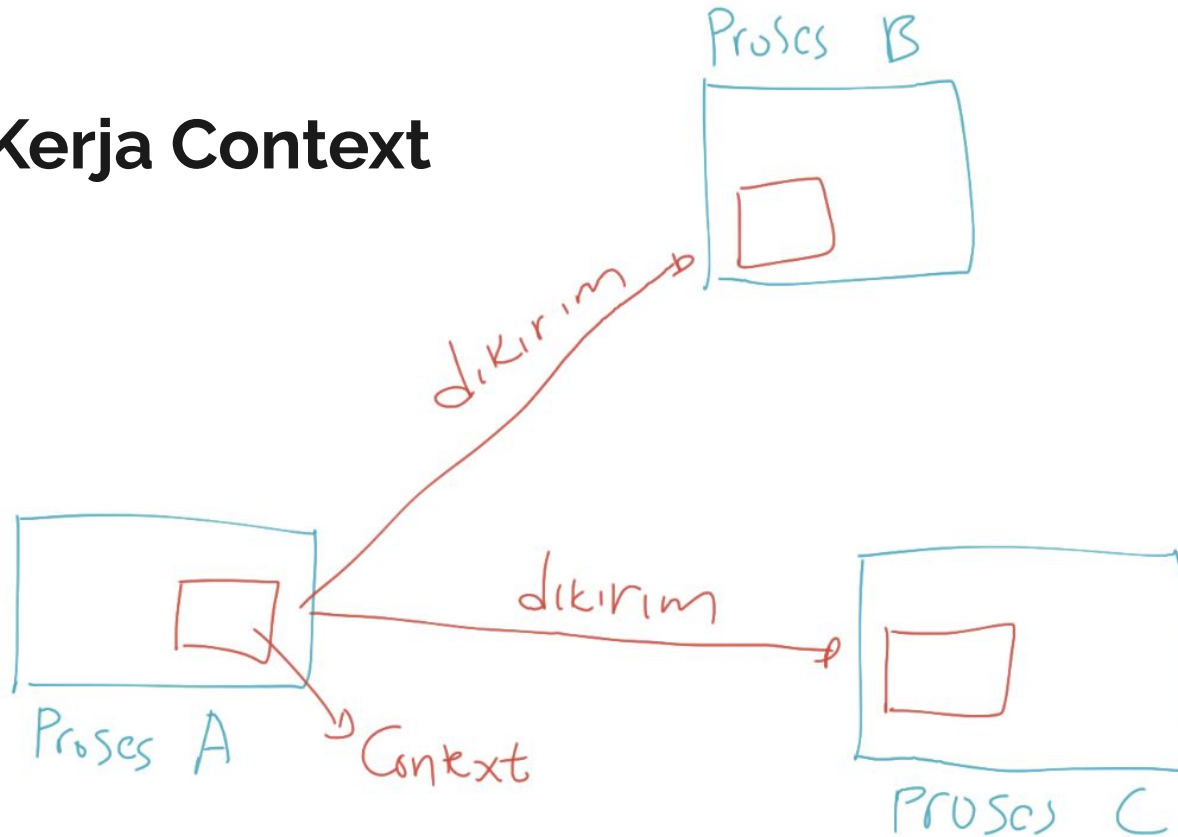 Kerja Context
Proses B
dikirim
dikirim
Proses A
Context
Proses C